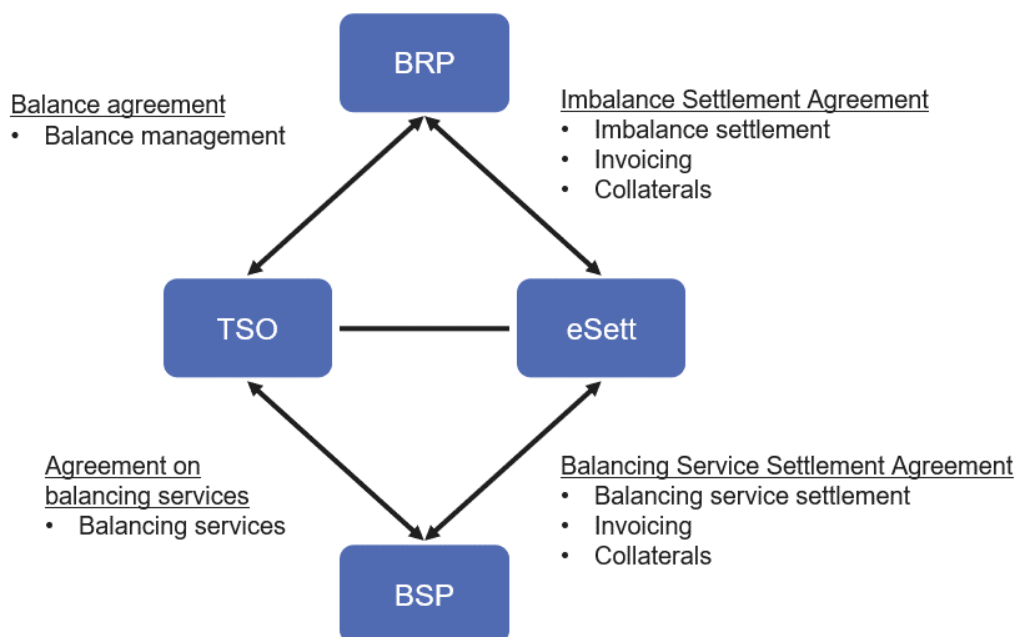 BRP
Balance agreement
• Balance management
Imbalance Settlement Agreement
• Imbalance settlement
• Invoicing
• Collaterals
TSO
eSett
Agreement on
balancing services
• Balancing services
Balancing Service Settlement Agreement
• Balancing service settlement
• Invoicing
• Collaterals
BSP